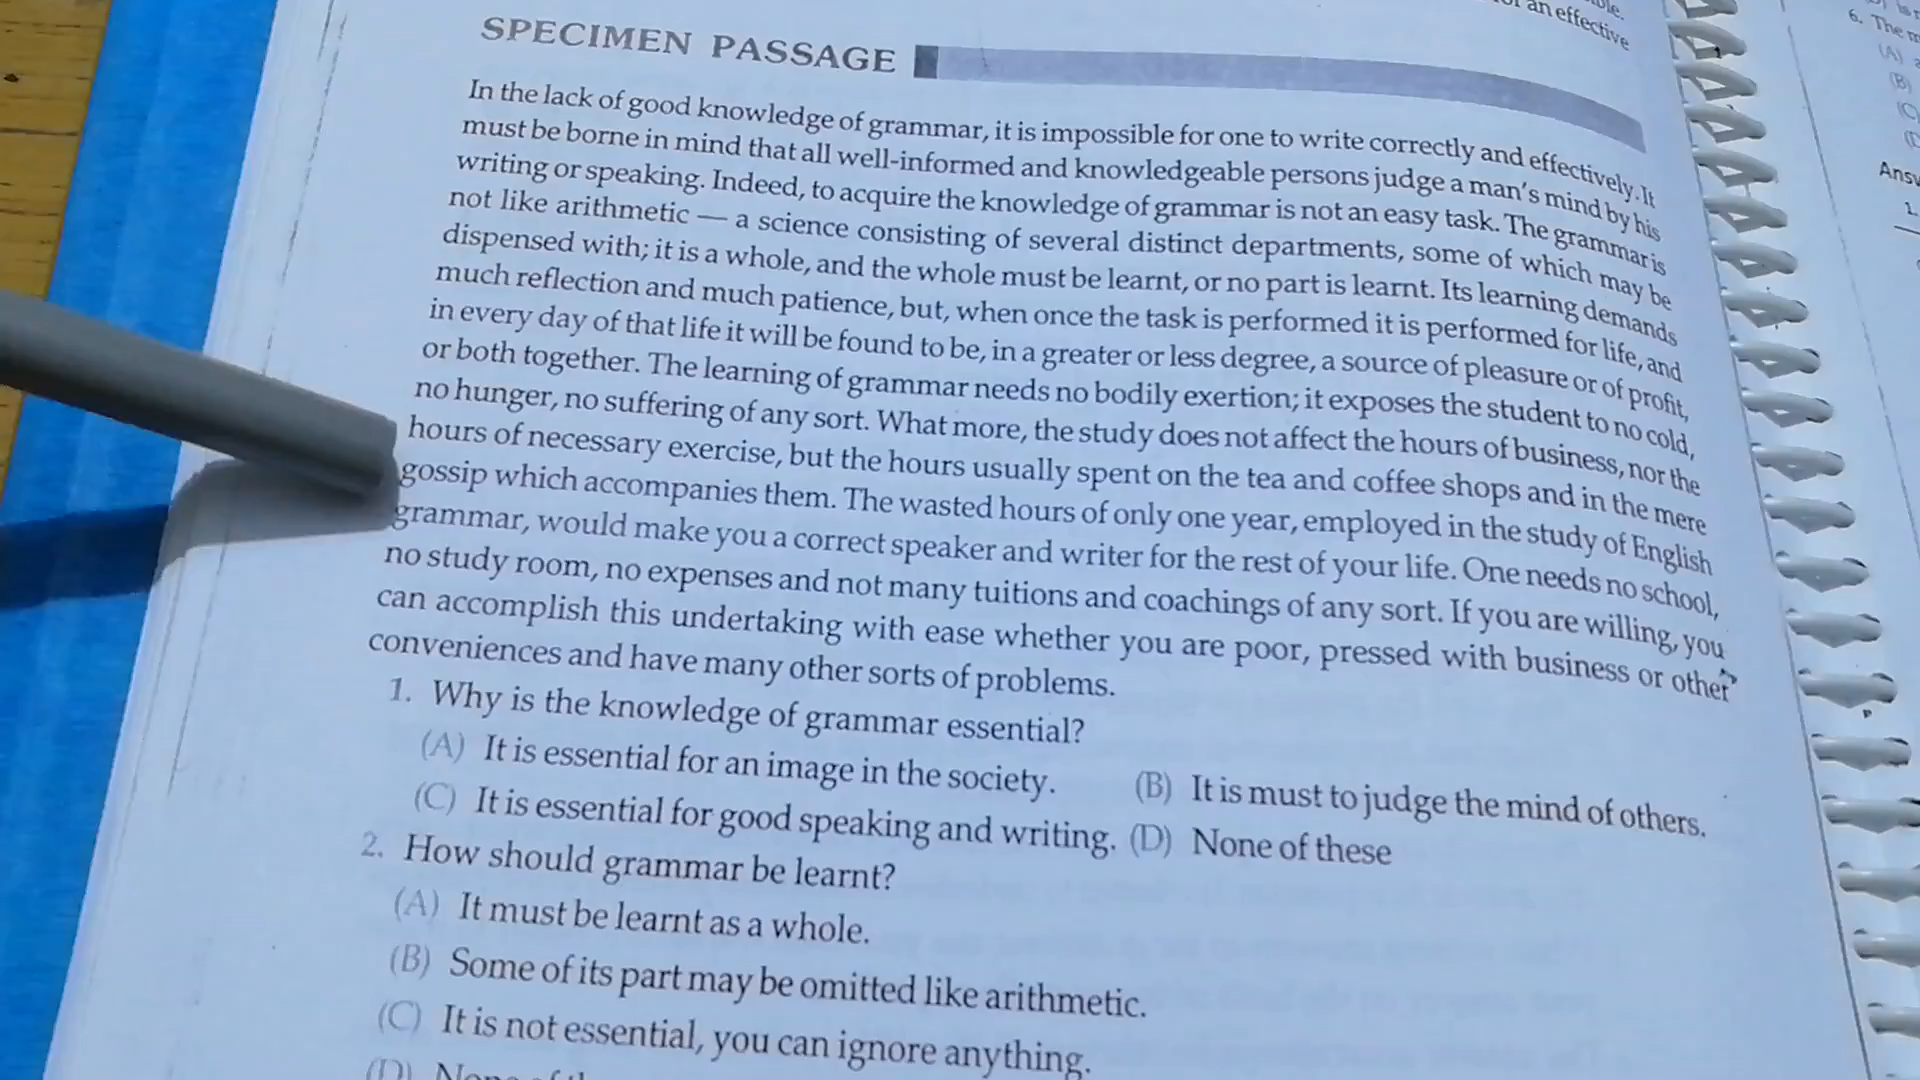 an effective
SPECIMEN PASSAGE
In the lack of good knowledge of grammar, it is impossible for one to write correctly and effectively. It
must be borne in mind that all well-informed and knowledgeable persons judge a man's mind by his
writing or speaking. Indeed, to acquire the knowledge of grammar is not an easy task. The grammar is
not like arithmetic — a science consisting of several distinct departments, some of which may be
dispensed with; it is a whole, and the whole must be learnt, or no part is learnt. Its learning demands
much reflection and much patience, but, when once the task is performed it is performed for life, and
in every day of that life it will be found to be, in a greater or less degree, a source of pleasure or of profit,
or both together. The learning of grammar needs no bodily exertion; it exposes the student to no cold,
no hunger, no suffering of any sort. What more, the study does not affect the hours of business, nor the
hours of necessary exercise, but the hours usually spent on the tea and coffee shops and in the mere
gossip which accompanies them. The wasted hours of only one year, employed in the study of English
grammar, would make you a correct speaker and writer for the rest of your life. One needs no school,
no study room, no expenses and not many tuitions and coachings of any sort. If you are willing, you
can accomplish this undertaking with ease whether you are poor, pressed with business or other
conveniences and have many other sorts of problems.
1. Why is the knowledge of grammar essential?
(A) It is essential for an image in the society. (B) It is must to judge the mind of others.
(C) It is essential for good speaking and writing. (D) None of these
2. How should grammar be learnt?
(A) It must be learnt as a whole.
(B) Some of its part may be omitted like arithmetic.
(C) It is not essential, you can ignore anything.
(D) None of
6. The
(A)
(B)
(C)
1.